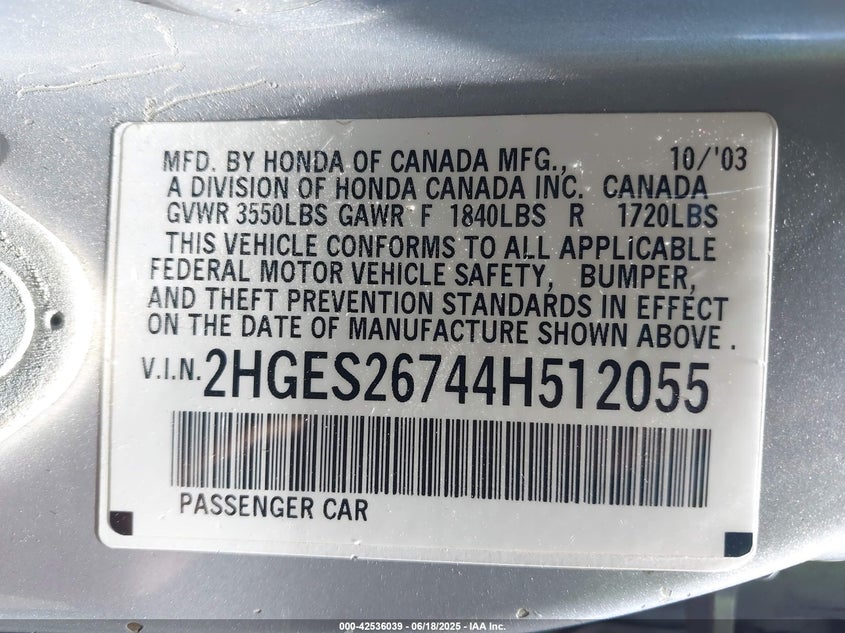 MFD. BY HONDA OF CANADA MFG., 10/'03
A DIVISION OF HONDA CANADA INC. CANADA
GVWR 3550LBS GAWR F 1840LBS R 1720LBS
THIS VEHICLE CONFORMS TO ALL APPLICABLE
FEDERAL MOTOR VEHICLE SAFETY, BUMPER,
AND THEFT PREVENTION STANDARDS IN EFFECT
ON THE DATE OF MANUFACTURE SHOWN ABOVE.
V.I.N. 2HGES26744H512055
PASSENGER CAR
000-42536039 - 06/18/2025 - IAA Inc.